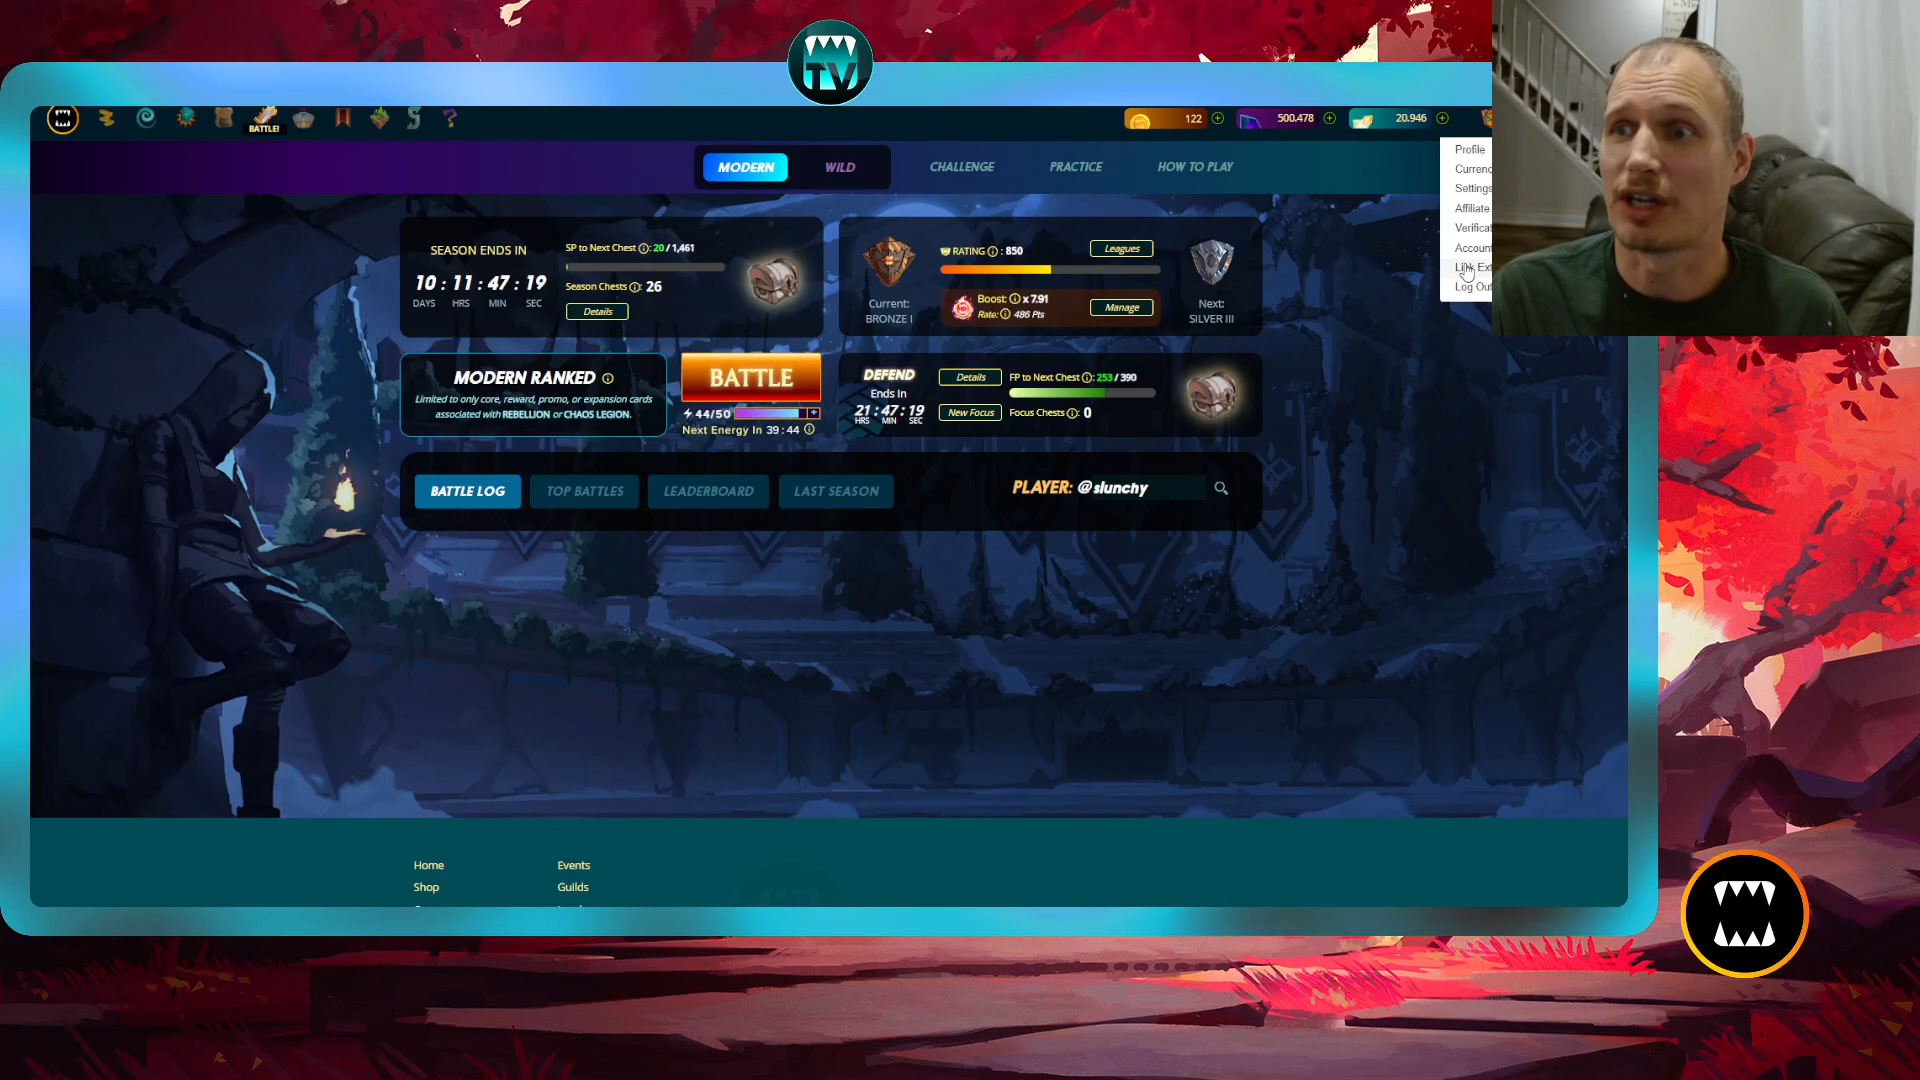 TV
BATTLE!
122
500.478
20.946
MODERN
WILD
CHALLENGE
PRACTICE
HOW TO PLAY
Profile
Settings
Affiliate
Log Out
SEASON ENDS IN
10 : 11 : 47 : 19
DAYS HRS MIN SEC
SP to Next Chest : 20 / 1,461
Season Chests : 26
Details
Current:
BRONZE I
RATING : 850
Leagues
Boost: x 7.91
Rate: 486 Pts
Manage
Next:
SILVER III
MODERN RANKED
Limited to only core, reward, promo, or expansion cards
associated with REBELLION or CHAOS LEGION.
BATTLE
44/50
Next Energy In 39:44
DEFEND
Ends In
21 : 47 : 19
HRS MIN SEC
Details
New Focus
FP to Next Chest : 253 / 390
Focus Chests : 0
BATTLE LOG
TOP BATTLES
LEADERBOARD
LAST SEASON
PLAYER: @slunchy
Home
Shop
Events
Guilds